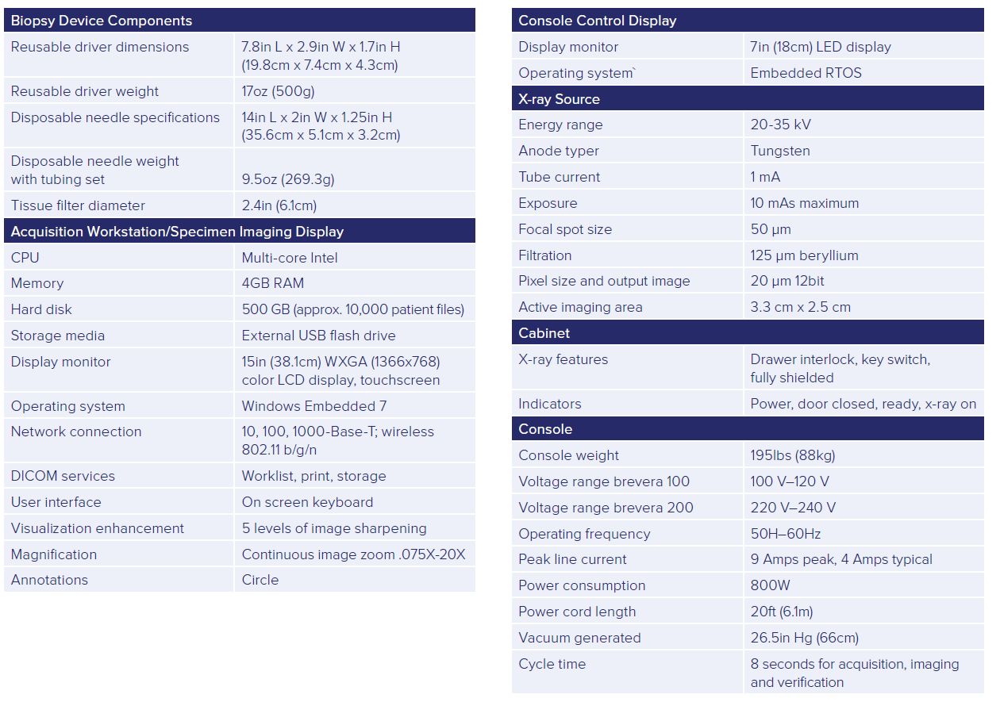 Biopsy Device Components
Reusable driver dimensions 7.8in L x 2.9in W x 1.7in H
(19.8cm x 7.4cm x 4.3cm)
Reusable driver weight 17oz (500g)
Disposable needle specifications 14in L x 2in W x 1.25in H
(35.6cm x 5.1cm x 3.2cm)
Disposable needle weight
with tubing set 9.5oz (269.3g)
Tissue filter diameter 2.4in (6.1cm)
Acquisition Workstation/Specimen Imaging Display
CPU Multi-core Intel
Memory 4GB RAM
Hard disk 500 GB (approx. 10,000 patient files)
Storage media External USB flash drive
Display monitor 15in (38.1cm) WXGA (1366x768)
color LCD display, touchscreen
Operating system Windows Embedded 7
Network connection 10, 100, 1000-Base-T; wireless
802.11 b/g/n
DICOM services Worklist, print, storage
User interface On screen keyboard
Visualization enhancement 5 levels of image sharpening
Magnification Continuous image zoom .075X-20X
Annotations Circle
Console Control Display
Display monitor 7in (18cm) LED display
Operating system` Embedded RTOS
X-ray Source
Energy range 20-35 kV
Anode typer Tungsten
Tube current 1 mA
Exposure 10 mAs maximum
Focal spot size 50 µm
Filtration 125 µm beryllium
Pixel size and output image 20 µm 12bit
Active imaging area 3.3 cm x 2.5 cm
Cabinet
X-ray features Drawer interlock, key switch,
fully shielded
Indicators Power, door closed, ready, x-ray on
Console
Console weight 195lbs (88kg)
Voltage range brevera 100 100 V–120 V
Voltage range brevera 200 220 V–240 V
Operating frequency 50H–60Hz
Peak line current 9 Amps peak, 4 Amps typical
Power consumption 800W
Power cord length 20ft (6.1m)
Vacuum generated 26.5in Hg (66cm)
Cycle time 8 seconds for acquisition, imaging
and verification